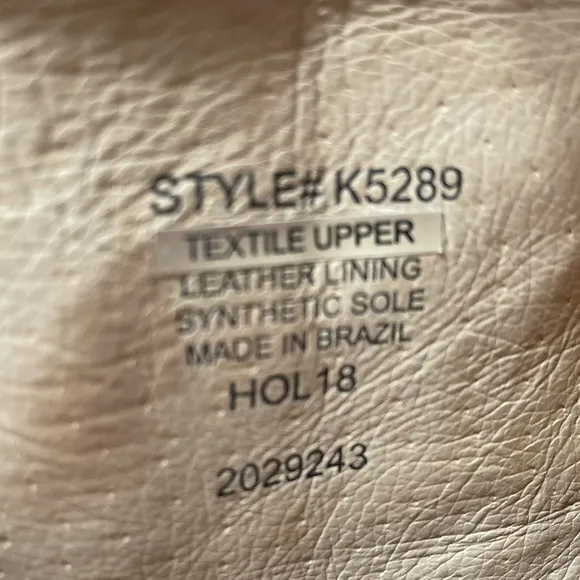 STYLE# K5289
TEXTILE UPPER
LEATHER LINING
SYNTHETIC SOLE
MADE IN BRAZIL
HOL18
2029243